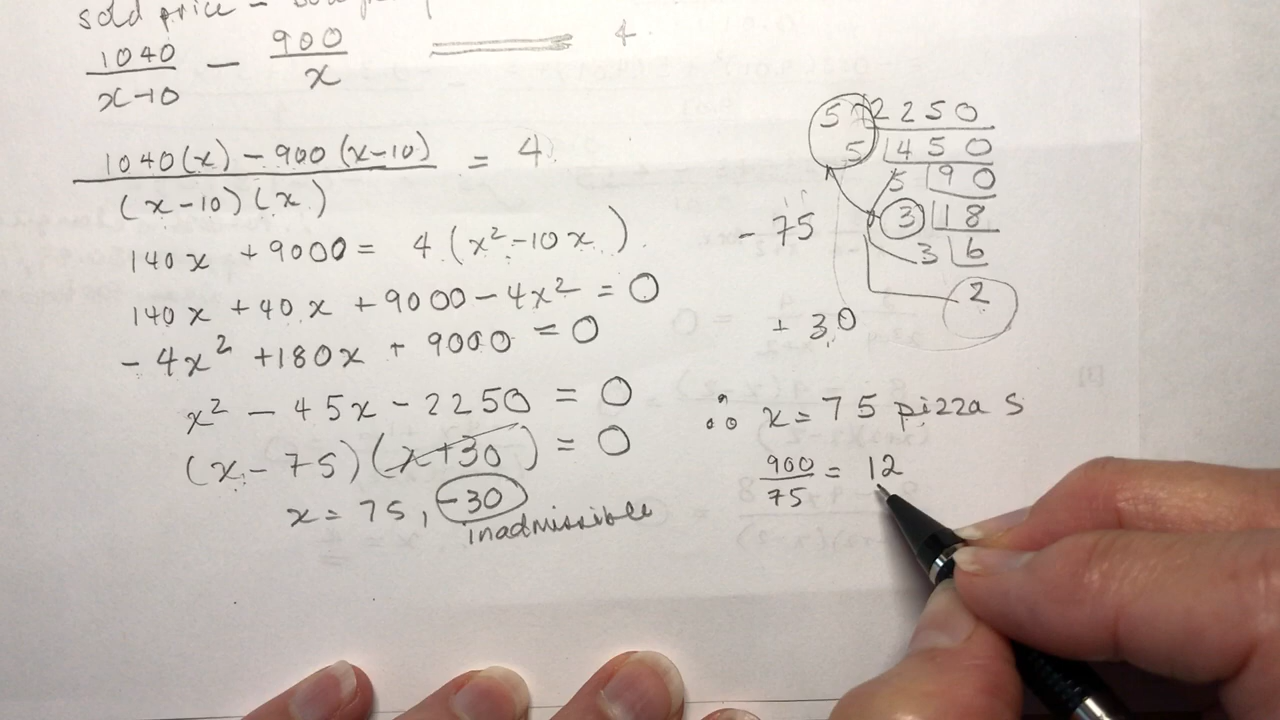 sold price -
1040/(x-10) - 900/x = 4
(1040(x) - 900(x-10))/((x-10)(x)) = 4
140x + 9000 = 4(x²-10x)
140x + 40x + 9000 - 4x² = 0
- 4x² + 180x + 9000 = 0
x² - 45x - 2250 = 0
(x - 75)(x+30) = 0
x = 75, -30
inadmissible
5 2250
5 450
5 90
3 18
3 6
2
- 75
+ 30
∴ x = 75 pizzas
900/75 = 12